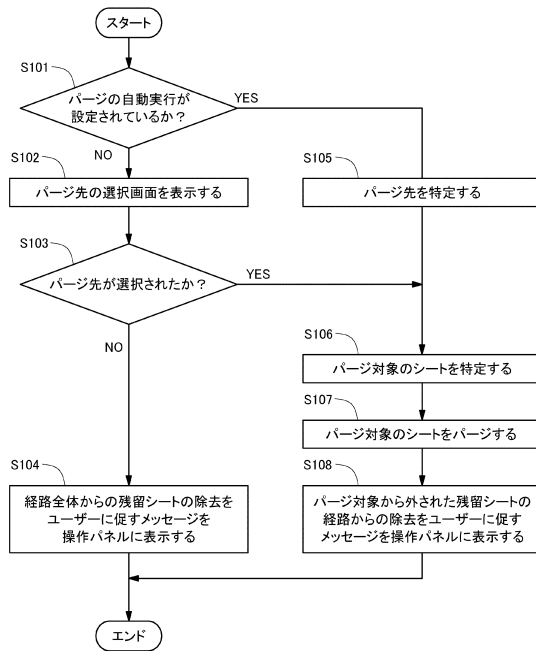 スタート
S101
パージの自動実行が
設定されているか？
YES
NO
S102
パージ先の選択画面を表示する
S105
パージ先を特定する
S103
パージ先が選択されたか？
YES
NO
S106
パージ対象のシートを特定する
S107
パージ対象のシートをパージする
S104
経路全体からの残留シートの除去を
ユーザーに促すメッセージを
操作パネルに表示する
S108
パージ対象から外された残留シートの
経路からの除去をユーザーに促す
メッセージを操作パネルに表示する
エンド